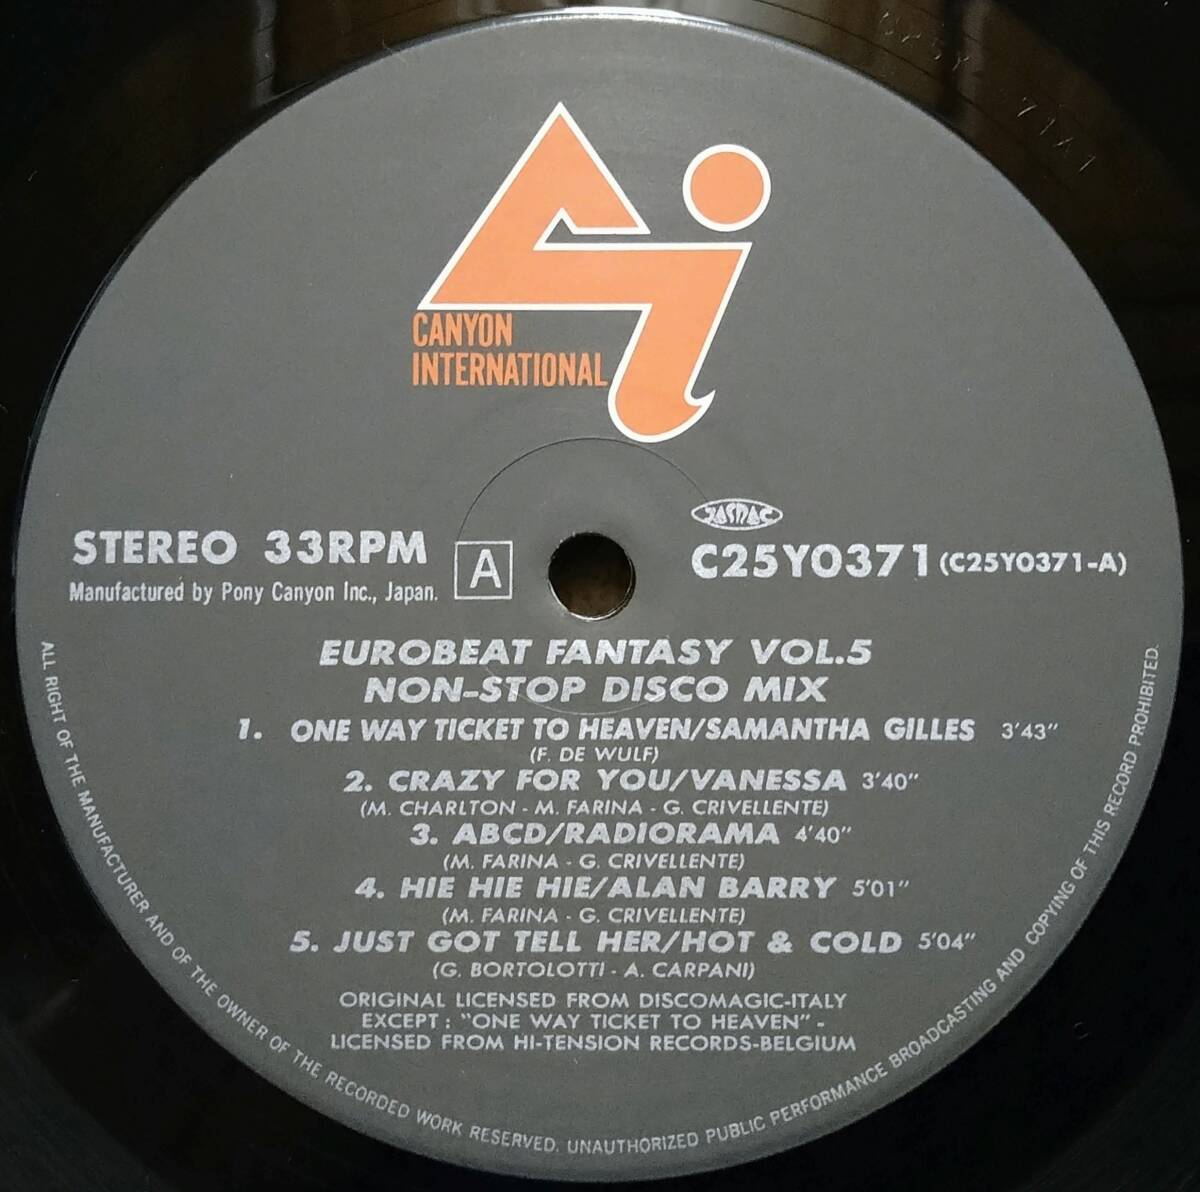 CANYON
INTERNATIONAL
JASRAC
STEREO 33RPM
A
C25Y0371 (C25Y0371-A)
Manufactured by Pony Canyon Inc., Japan.
EUROBEAT FANTASY VOL.5
NON-STOP DISCO MIX
1. ONE WAY TICKET TO HEAVEN/SAMANTHA GILLES 3'43"
(F. DE WULF)
2. CRAZY FOR YOU/VANESSA 3'40"
(M. CHARLTON - M. FARINA - G. CRIVELLENTE)
3. ABCD/RADIORAMA 4'40"
(M. FARINA - G. CRIVELLENTE)
4. HIE HIE HIE/ALAN BARRY 5'01"
(M. FARINA - G. CRIVELLENTE)
5. JUST GOT TELL HER/HOT & COLD 5'04"
(G. BORTOLOTTI - A. CARPANI)
ORIGINAL LICENSED FROM DISCOMAGIC-ITALY
EXCEPT : "ONE WAY TICKET TO HEAVEN" -
LICENSED FROM HI-TENSION RECORDS-BELGIUM
ALL RIGHT OF THE MANUFACTURER AND OF THE OWNER OF THE RECORDED WORK RESERVED. UNAUTHORIZED PUBLIC PERFORMANCE BROADCASTING AND COPYING OF THIS RECORD PROHIBITED.